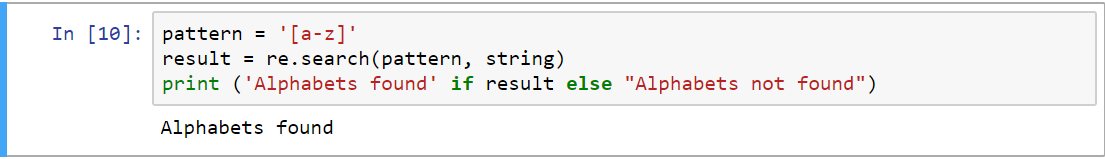 In [10]: pattern = '[a-z]'
result = re.search(pattern, string)
print ('Alphabets found' if result else "Alphabets not found")
Alphabets found